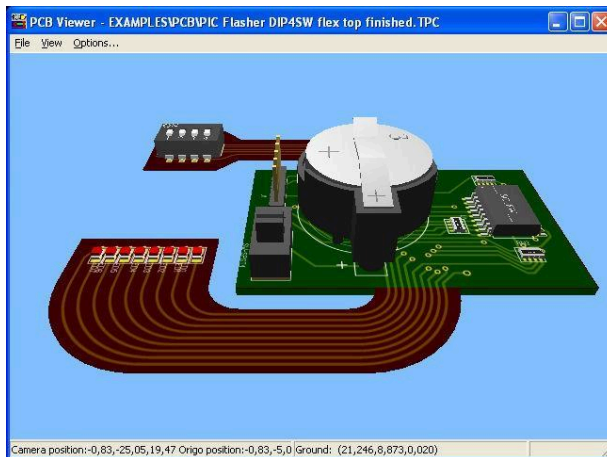 PCB Viewer - EXAMPLES\PCB\PIC Flasher DIP4SW flex top finished.TPC
File View Options...
Camera position:-0,83,-25,05,19,47 Origo position:-0,83,-5,0 Ground: (21,246,8,873,0,020)